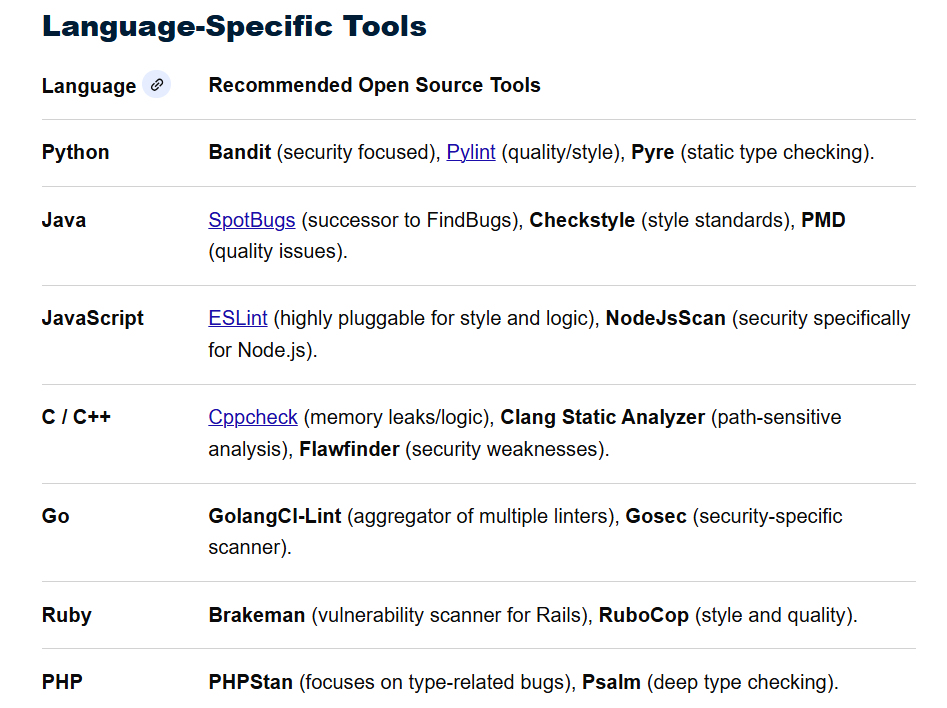 Language-Specific Tools
Language Recommended Open Source Tools
Python Bandit (security focused), Pylint (quality/style), Pyre (static type checking).
Java SpotBugs (successor to FindBugs), Checkstyle (style standards), PMD
(quality issues).
JavaScript ESLint (highly pluggable for style and logic), NodeJsScan (security specifically
for Node.js).
C / C++ Cppcheck (memory leaks/logic), Clang Static Analyzer (path-sensitive
analysis), Flawfinder (security weaknesses).
Go GolangCI-Lint (aggregator of multiple linters), Gosec (security-specific
scanner).
Ruby Brakeman (vulnerability scanner for Rails), RuboCop (style and quality).
PHP PHPStan (focuses on type-related bugs), Psalm (deep type checking).